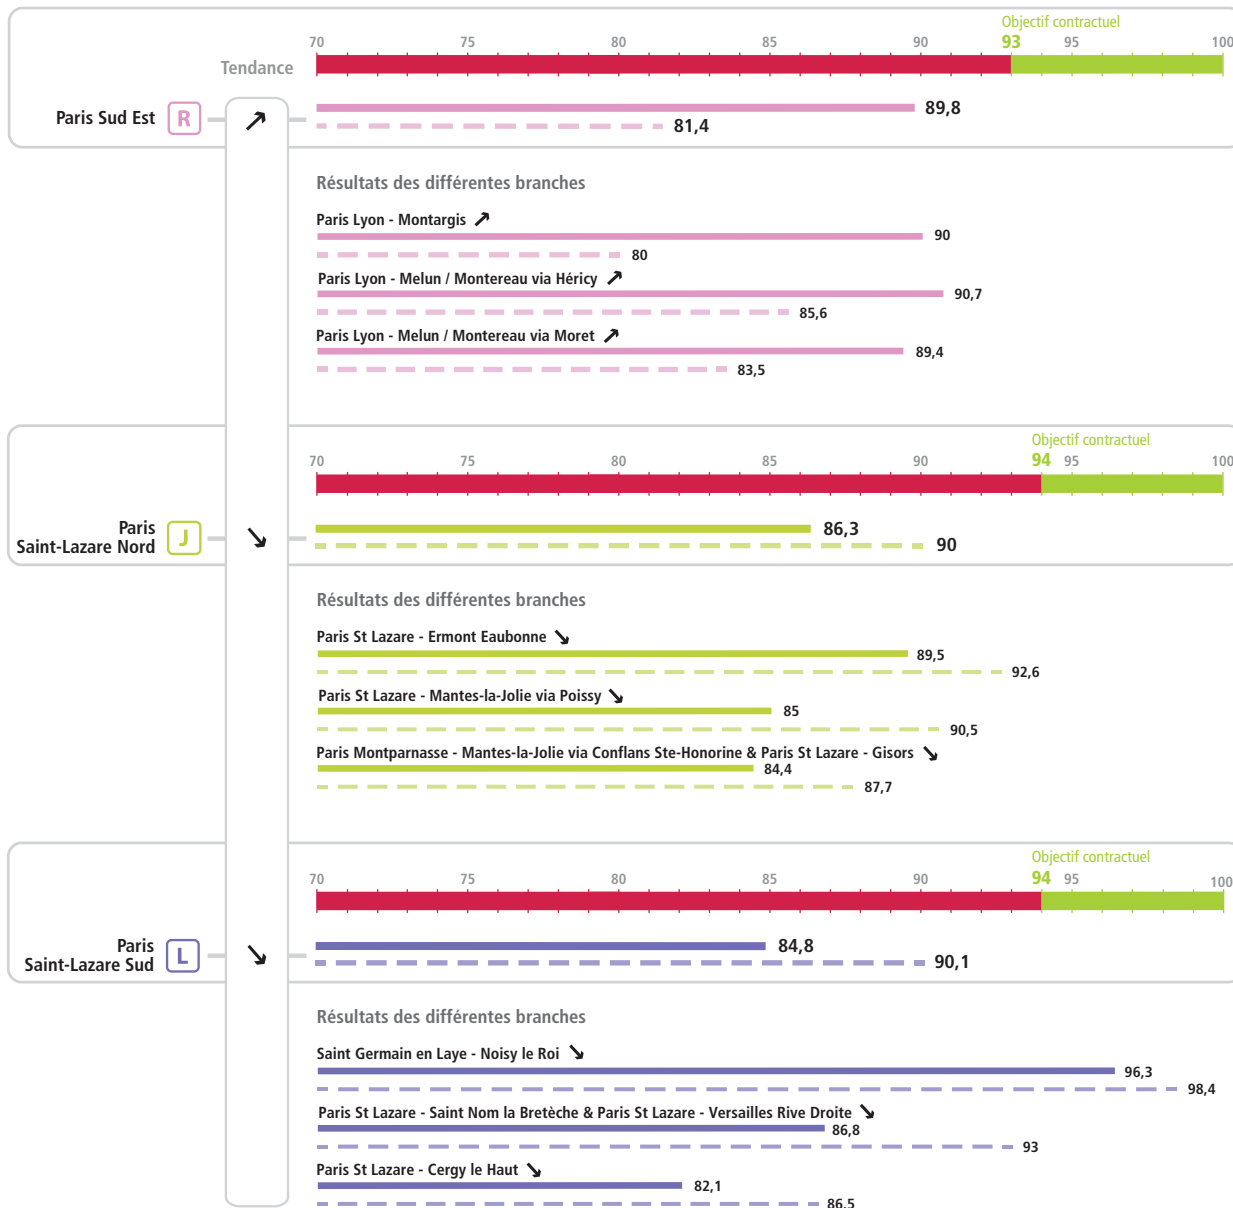 Objectif contractuel
70 75 80 85 90 93 95 100
Tendance
Paris Sud Est R
89,8
81,4
Résultats des différentes branches
Paris Lyon - Montargis ↗
90
80
Paris Lyon - Melun / Montereau via Héricy ↗
90,7
85,6
Paris Lyon - Melun / Montereau via Moret ↗
89,4
83,5
Objectif contractuel
70 75 80 85 90 94 95 100
Paris
Saint-Lazare Nord J
86,3
90
Résultats des différentes branches
Paris St Lazare - Ermont Eaubonne ↘
89,5
92,6
Paris St Lazare - Mantes-la-Jolie via Poissy ↘
85
90,5
Paris Montparnasse - Mantes-la-Jolie via Conflans Ste-Honorine & Paris St Lazare - Gisors ↘
84,4
87,7
Objectif contractuel
70 75 80 85 90 94 95 100
Paris
Saint-Lazare Sud L
84,8
90,1
Résultats des différentes branches
Saint Germain en Laye - Noisy le Roi ↘
96,3
98,4
Paris St Lazare - Saint Nom la Bretèche & Paris St Lazare - Versailles Rive Droite ↘
86,8
93
Paris St Lazare - Cergy le Haut ↘
82,1
86,5